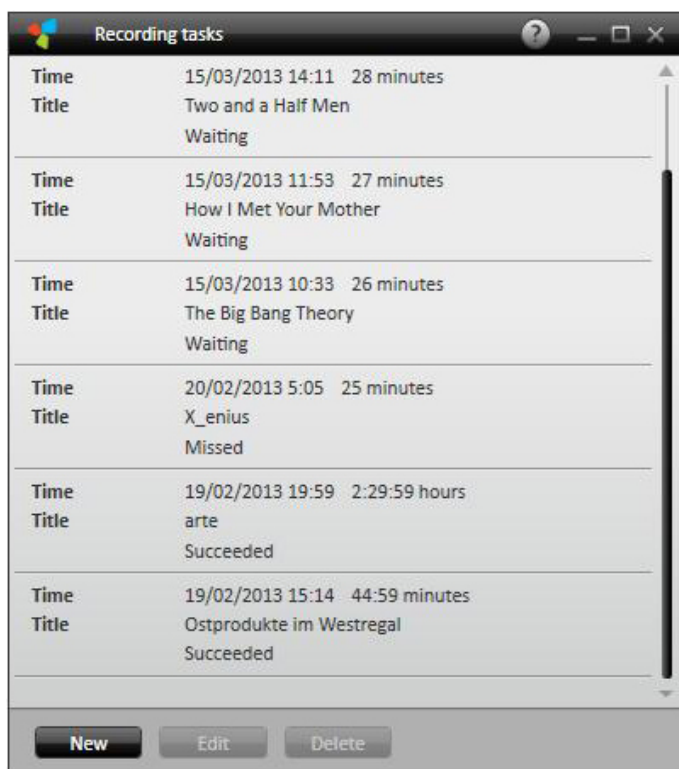 Recording tasks ?
Time 15/03/2013 14:11 28 minutes
Title Two and a Half Men
Waiting
Time 15/03/2013 11:53 27 minutes
Title How I Met Your Mother
Waiting
Time 15/03/2013 10:33 26 minutes
Title The Big Bang Theory
Waiting
Time 20/02/2013 5:05 25 minutes
Title X_enius
Missed
Time 19/02/2013 19:59 2:29:59 hours
Title arte
Succeeded
Time 19/02/2013 15:14 44:59 minutes
Title Ostprodukte im Westregal
Succeeded
New Edit Delete